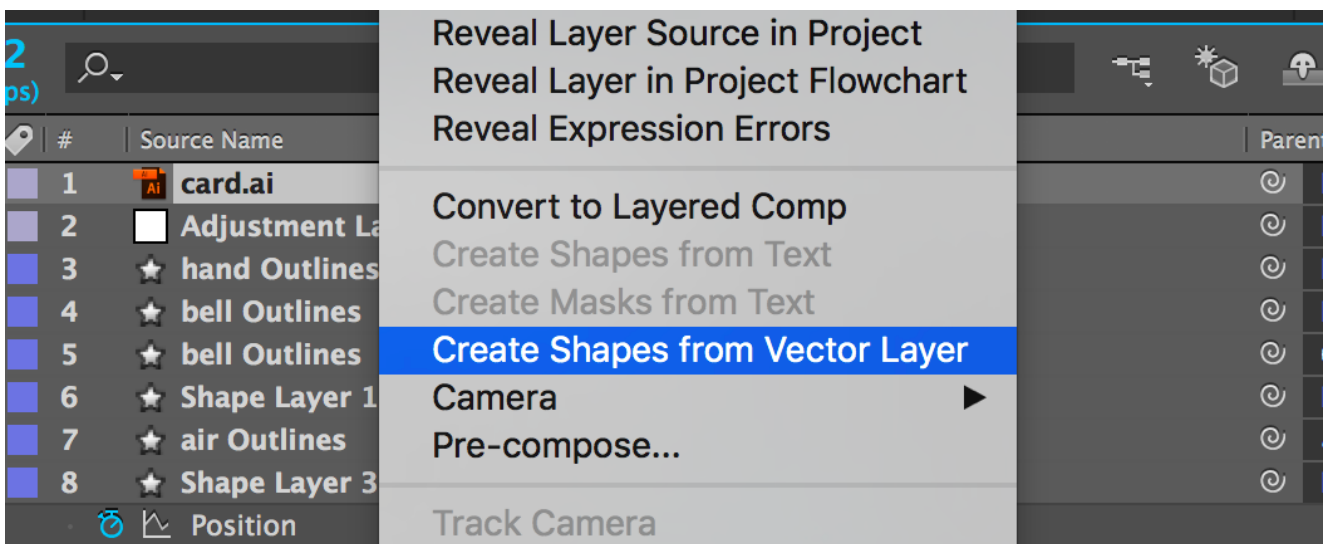 Reveal Layer Source in Project
Reveal Layer in Project Flowchart
Reveal Expression Errors
Convert to Layered Comp
Create Shapes from Text
Create Masks from Text
Create Shapes from Vector Layer
Camera
Pre-compose...
Track Camera
2
ps)
# Source Name Paren
1 Ai card.ai
2 Adjustment La
3 hand Outlines
4 bell Outlines
5 bell Outlines
6 Shape Layer 1
7 air Outlines
8 Shape Layer 3
Position